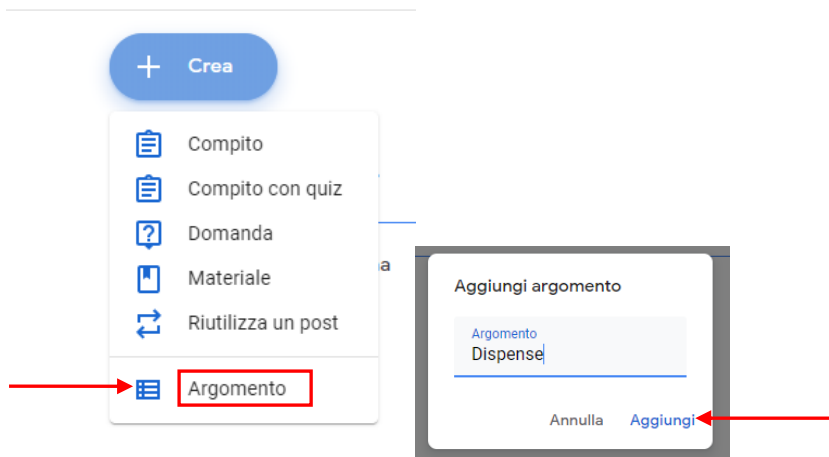 Crea
Compito
Compito con quiz
Domanda
Materiale
Riutilizza un post
Argomento
Aggiungi argomento
Argomento
Dispense
Annulla Aggiungi